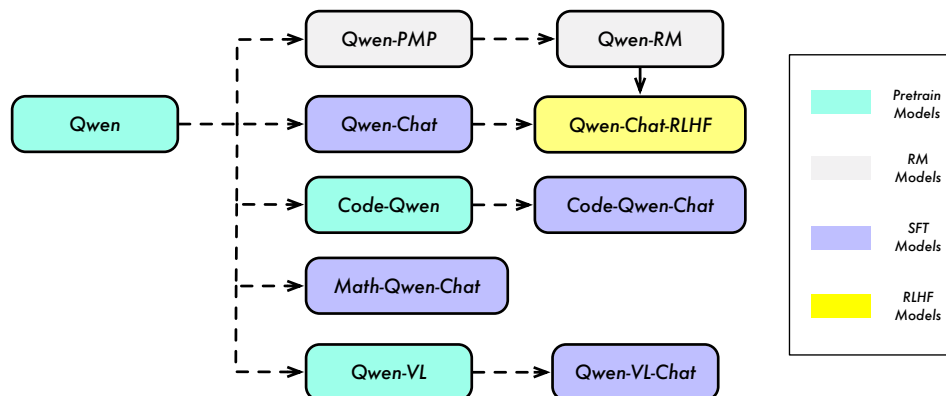 Qwen-PMP
Qwen-RM
Qwen
Qwen-Chat
Qwen-Chat-RLHF
Code-Qwen
Code-Qwen-Chat
Math-Qwen-Chat
Qwen-VL
Qwen-VL-Chat
Pretrain
Models
RM
Models
SFT
Models
RLHF
Models